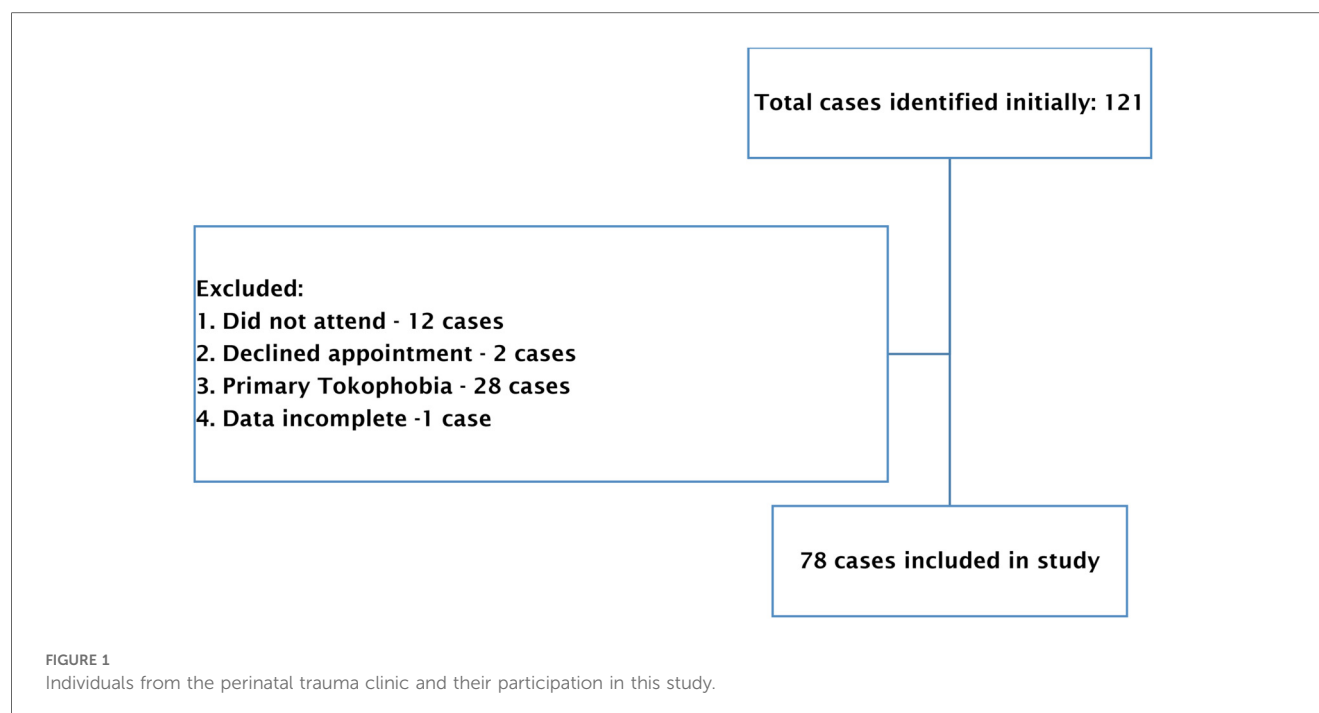 Total cases identified initially: 121
Excluded:
1. Did not attend - 12 cases
2. Declined appointment - 2 cases
3. Primary Tokophobia - 28 cases
4. Data incomplete -1 case
78 cases included in study
FIGURE 1
Individuals from the perinatal trauma clinic and their participation in this study.